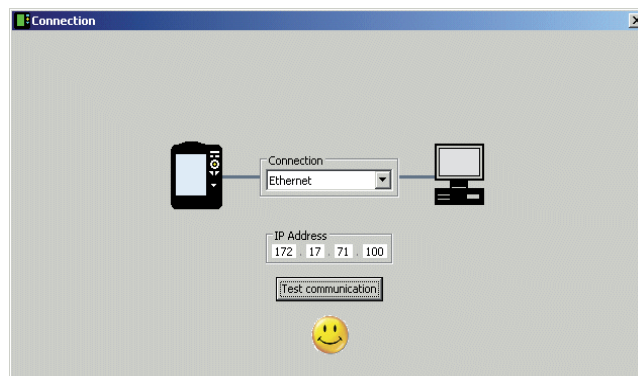 Connection
Connection
Ethernet
IP Address
172 . 17 . 71 . 100
Test communication